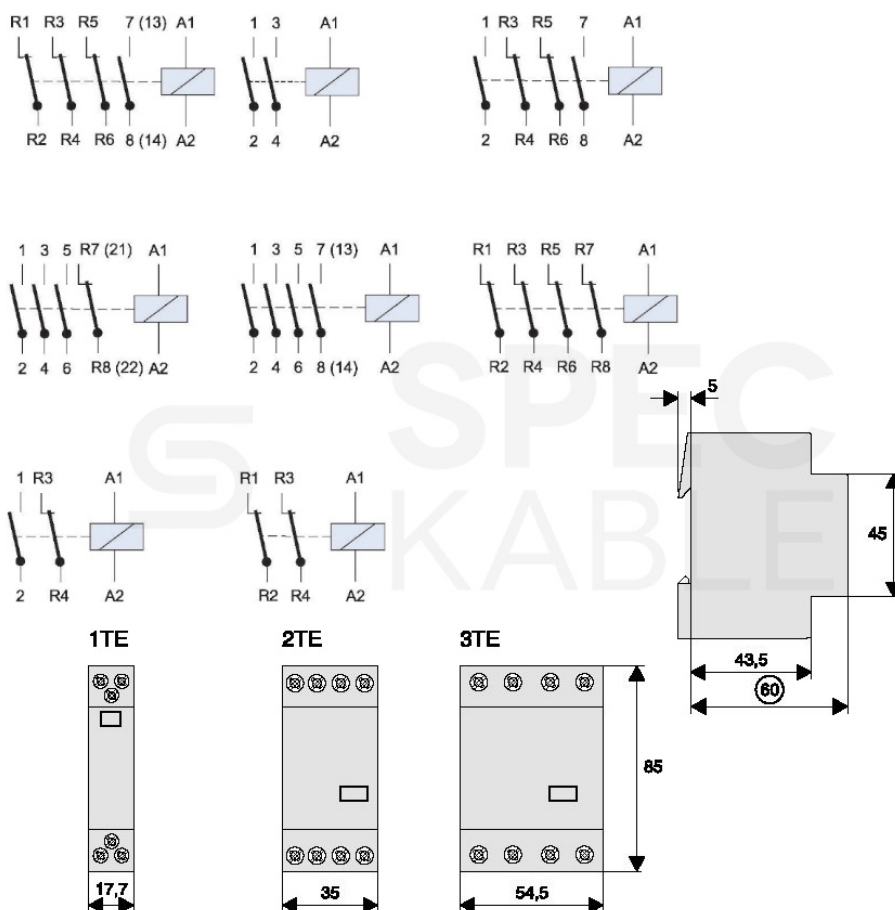 R1 R3 R5 7 (13) A1
R2 R4 R6 8 (14) A2
1 3 A1
2 4 A2
1 R3 R5 7 A1
2 R4 R6 8 A2
1 3 5 R7 (21) A1
2 4 6 R8 (22) A2
1 3 5 7 (13) A1
2 4 6 8 (14) A2
R1 R3 R5 R7 A1
R2 R4 R6 R8 A2
SPEC
KABLE
1 R3 A1
2 R4 A2
R1 R3 A1
R2 R4 A2
5
45
43,5
60
1TE
2TE
3TE
85
17,7
35
54,5